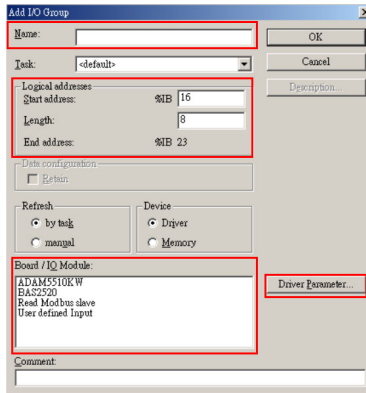 Add I/O Group
Name:
OK
Task: <default>
Cancel
Logical addresses
Start address: %IB 16
Description...
Length: 8
End address: %IB 23
Data configuration
Retain
Refresh
Device
by task
Driver
manual
Memory
Board / IO Module:
ADAM5510KW
BAS2520
Read Modbus slave
User defined Input
Driver Parameter...
Comment: